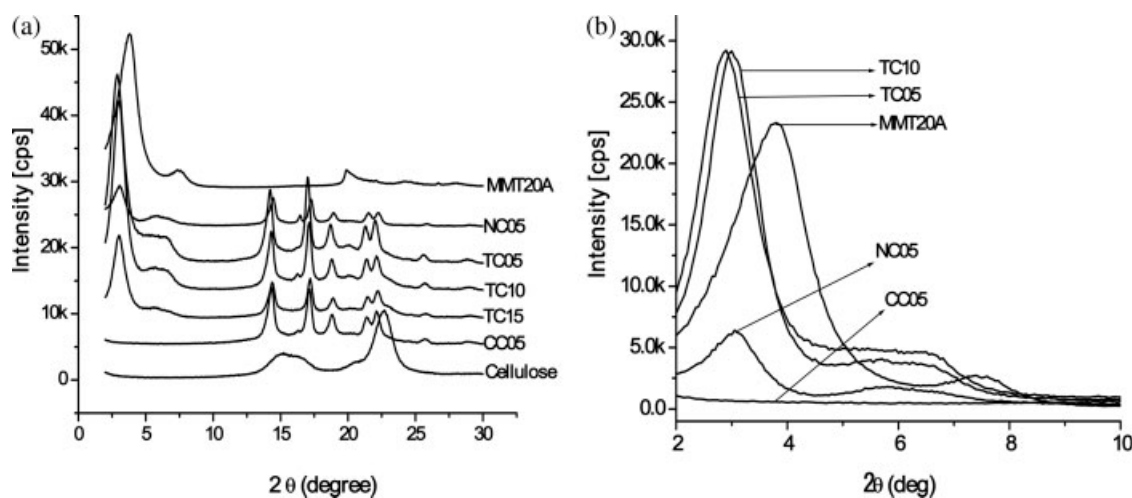 (a)
Intensity [cps]
50k
40k
30k
20k
10k
0
MMT20A
NC05
TC05
TC10
TC15
CC05
Cellulose
0 5 10 15 20 25 30
2 θ (degree)
(b)
Intensity [cps]
30.0k
25.0k
20.0k
15.0k
10.0k
5.0k
0.0
TC10
TC05
MMT20A
NC05
CC05
2 4 6 8 10
2θ (deg)